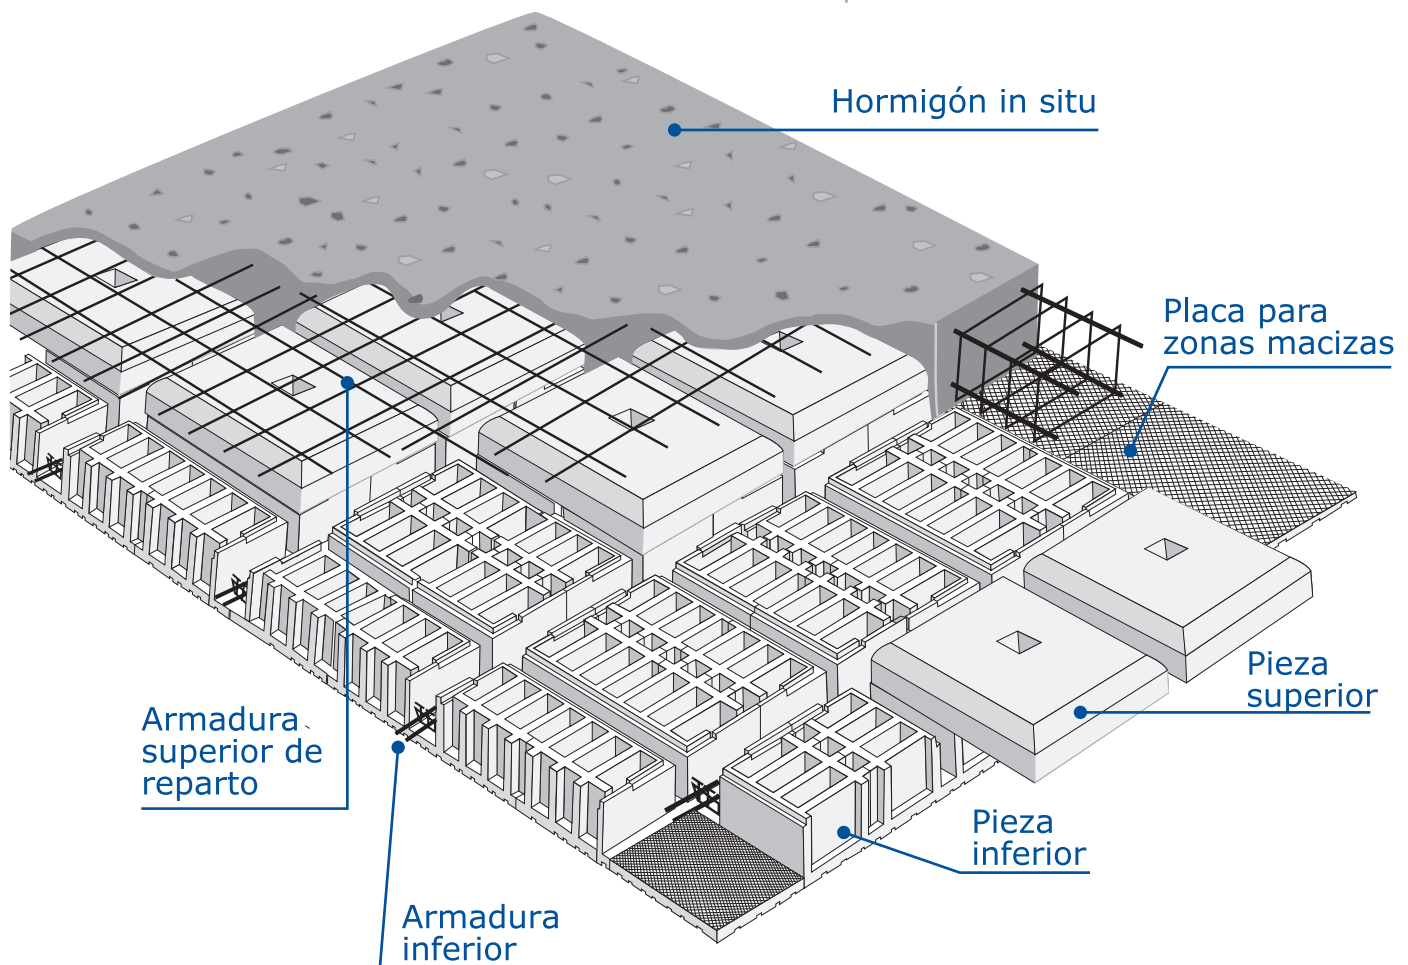 Hormigón in situ
Placa para
zonas macizas
Pieza
superior
Armadura
superior de
reparto
Pieza
inferior
Armadura
inferior